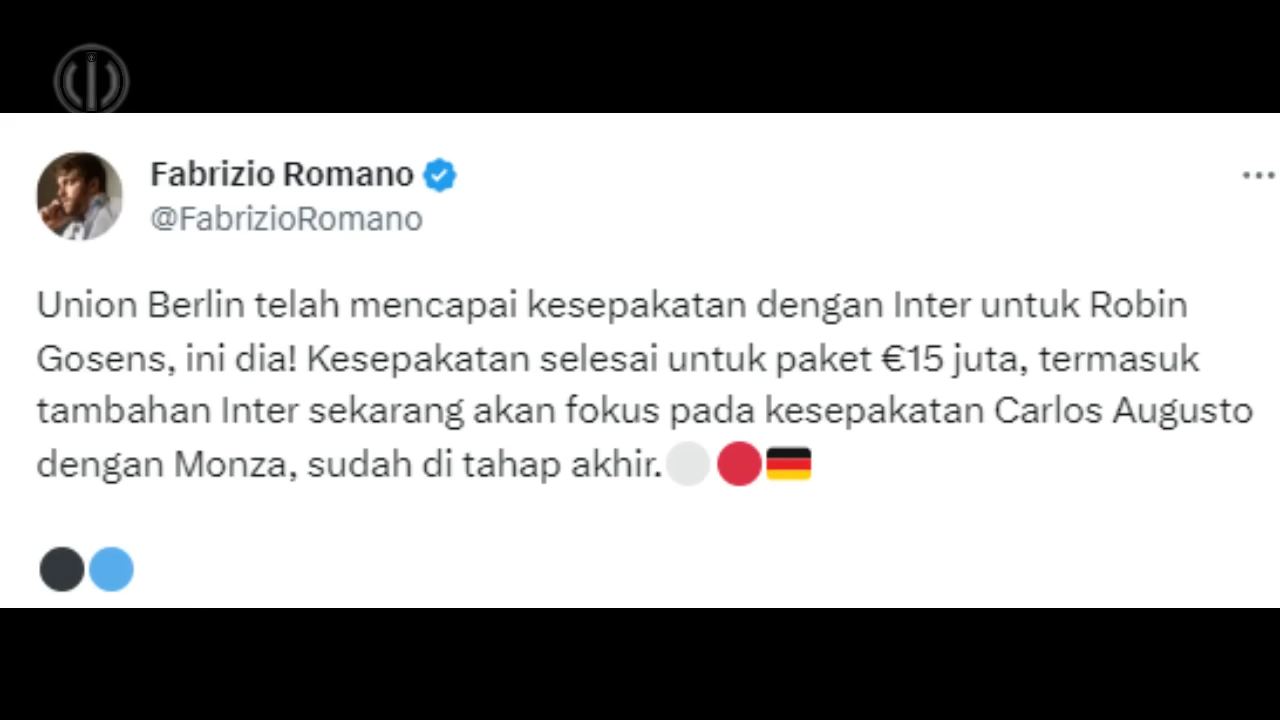 Fabrizio Romano
@FabrizioRomano
Union Berlin telah mencapai kesepakatan dengan Inter untuk Robin
Gosens, ini dia! Kesepakatan selesai untuk paket €15 juta, termasuk
tambahan Inter sekarang akan fokus pada kesepakatan Carlos Augusto
dengan Monza, sudah di tahap akhir.